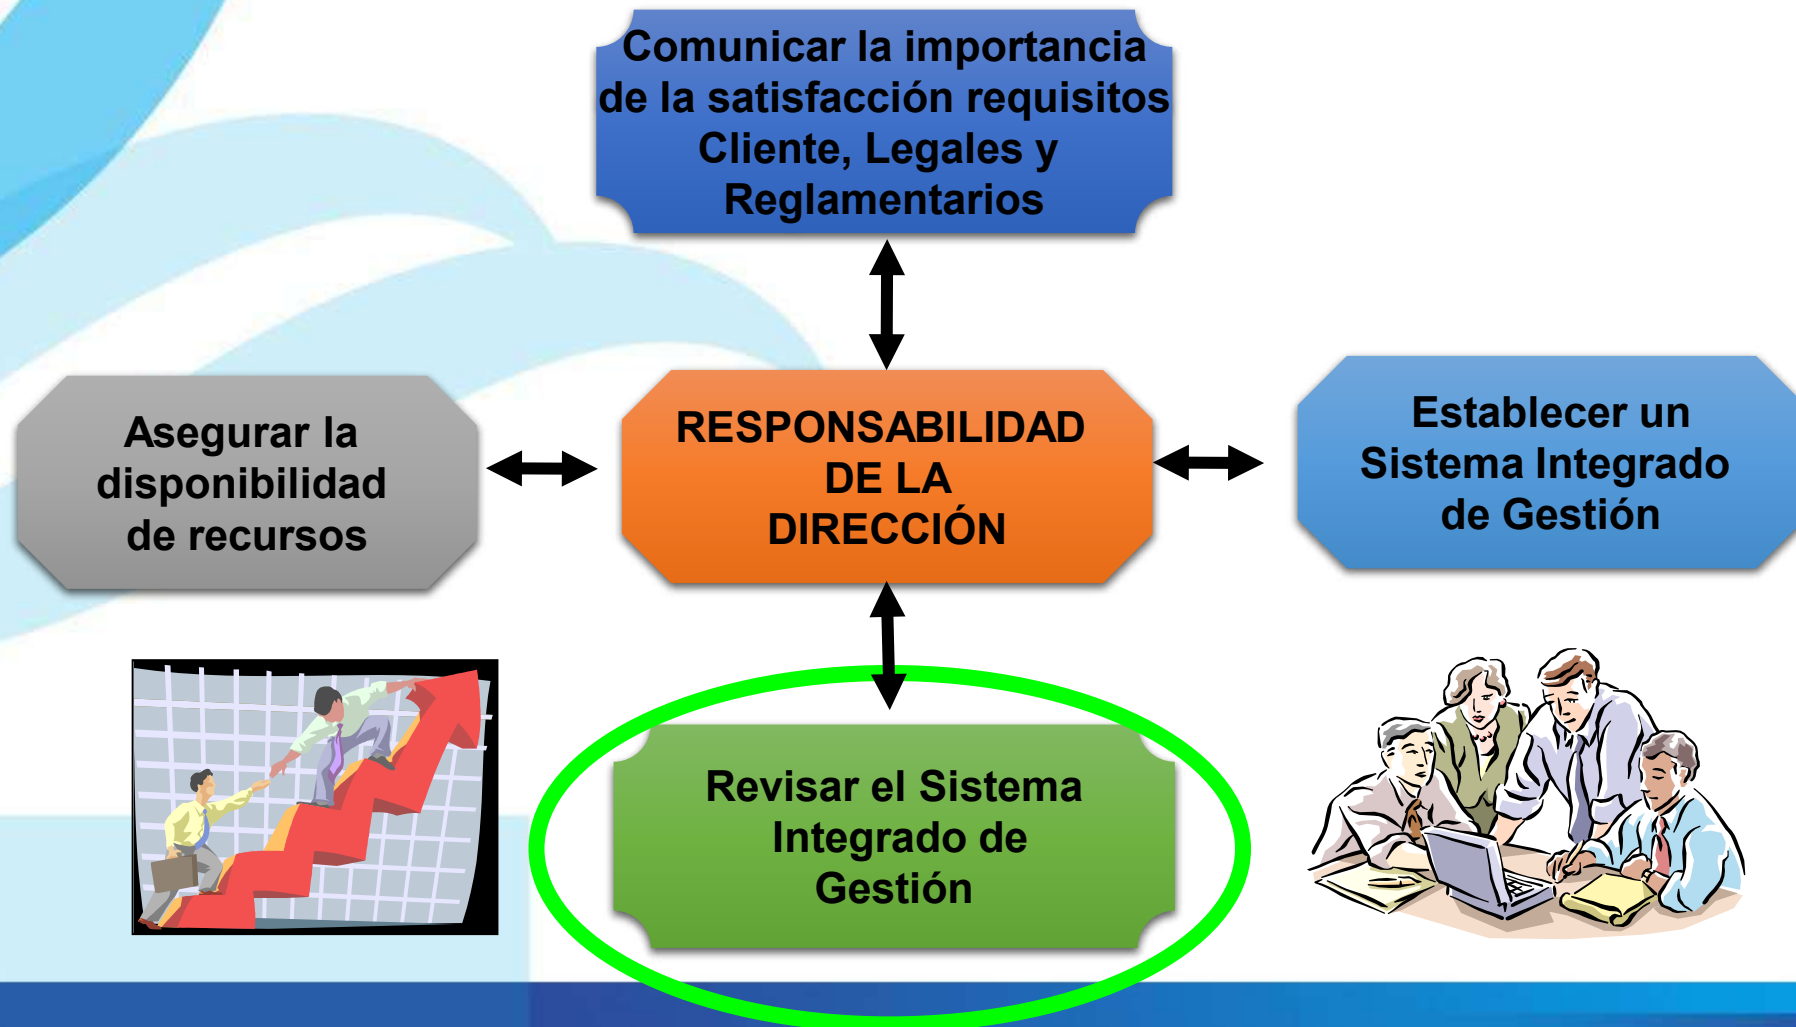 Comunicar la importancia
de la satisfacción requisitos
Cliente, Legales y
Reglamentarios
Asegurar la
disponibilidad
de recursos
RESPONSABILIDAD
DE LA
DIRECCIÓN
Establecer un
Sistema Integrado
de Gestión
Revisar el Sistema
Integrado de
Gestión